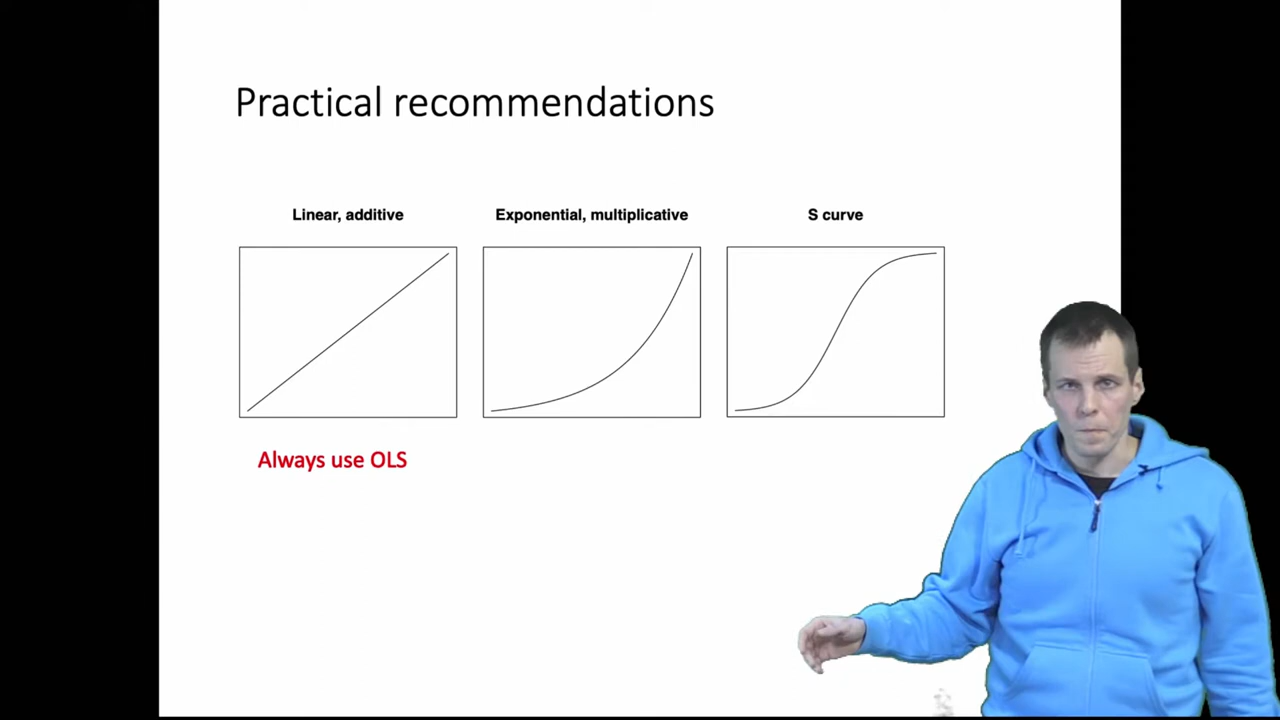 Practical recommendations
Linear, additive
Exponential, multiplicative
S curve
Always use OLS